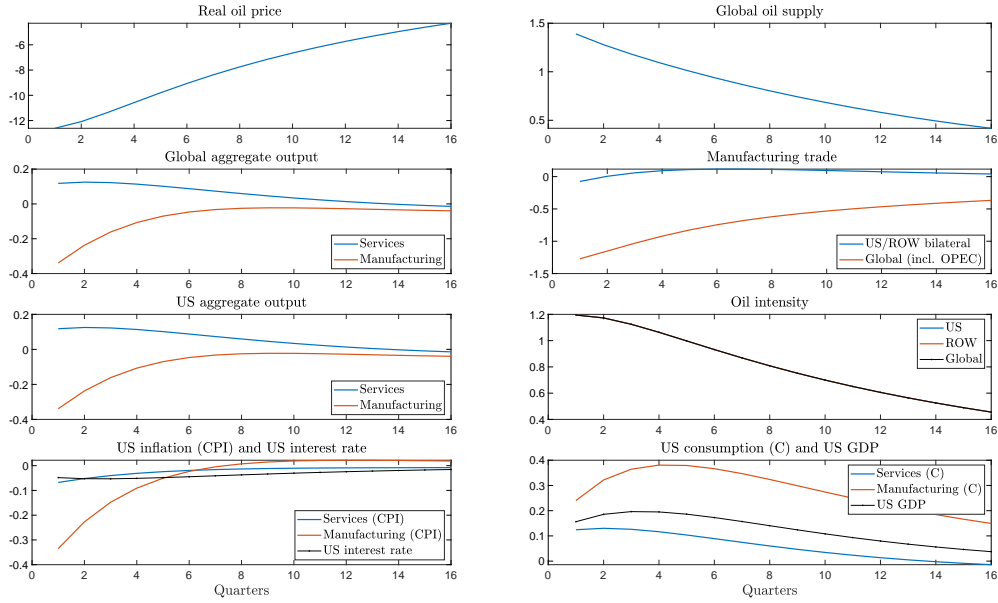 Real oil price
-6
-8
-10
-12
0 2 4 6 8 10 12 14 16
Global oil supply
1.5
1
0.5
0 2 4 6 8 10 12 14 16
Global aggregate output
0.2
0
-0.2
-0.4
0 2 4 6 8 10 12 14 16
Services
Manufacturing
Manufacturing trade
0
-0.5
-1
-1.5
0 2 4 6 8 10 12 14 16
US/ROW bilateral
Global (incl. OPEC)
US aggregate output
0.2
0
-0.2
-0.4
0 2 4 6 8 10 12 14 16
Services
Manufacturing
Oil intensity
1.2
1
0.8
0.6
0.4
0 2 4 6 8 10 12 14 16
US
ROW
Global
US inflation (CPI) and US interest rate
0
-0.1
-0.2
-0.3
-0.4
0 2 4 6 8 10 12 14 16
Services (CPI)
Manufacturing (CPI)
US interest rate
Quarters
US consumption (C) and US GDP
0.4
0.3
0.2
0.1
0
0 2 4 6 8 10 12 14 16
Services (C)
Manufacturing (C)
US GDP
Quarters